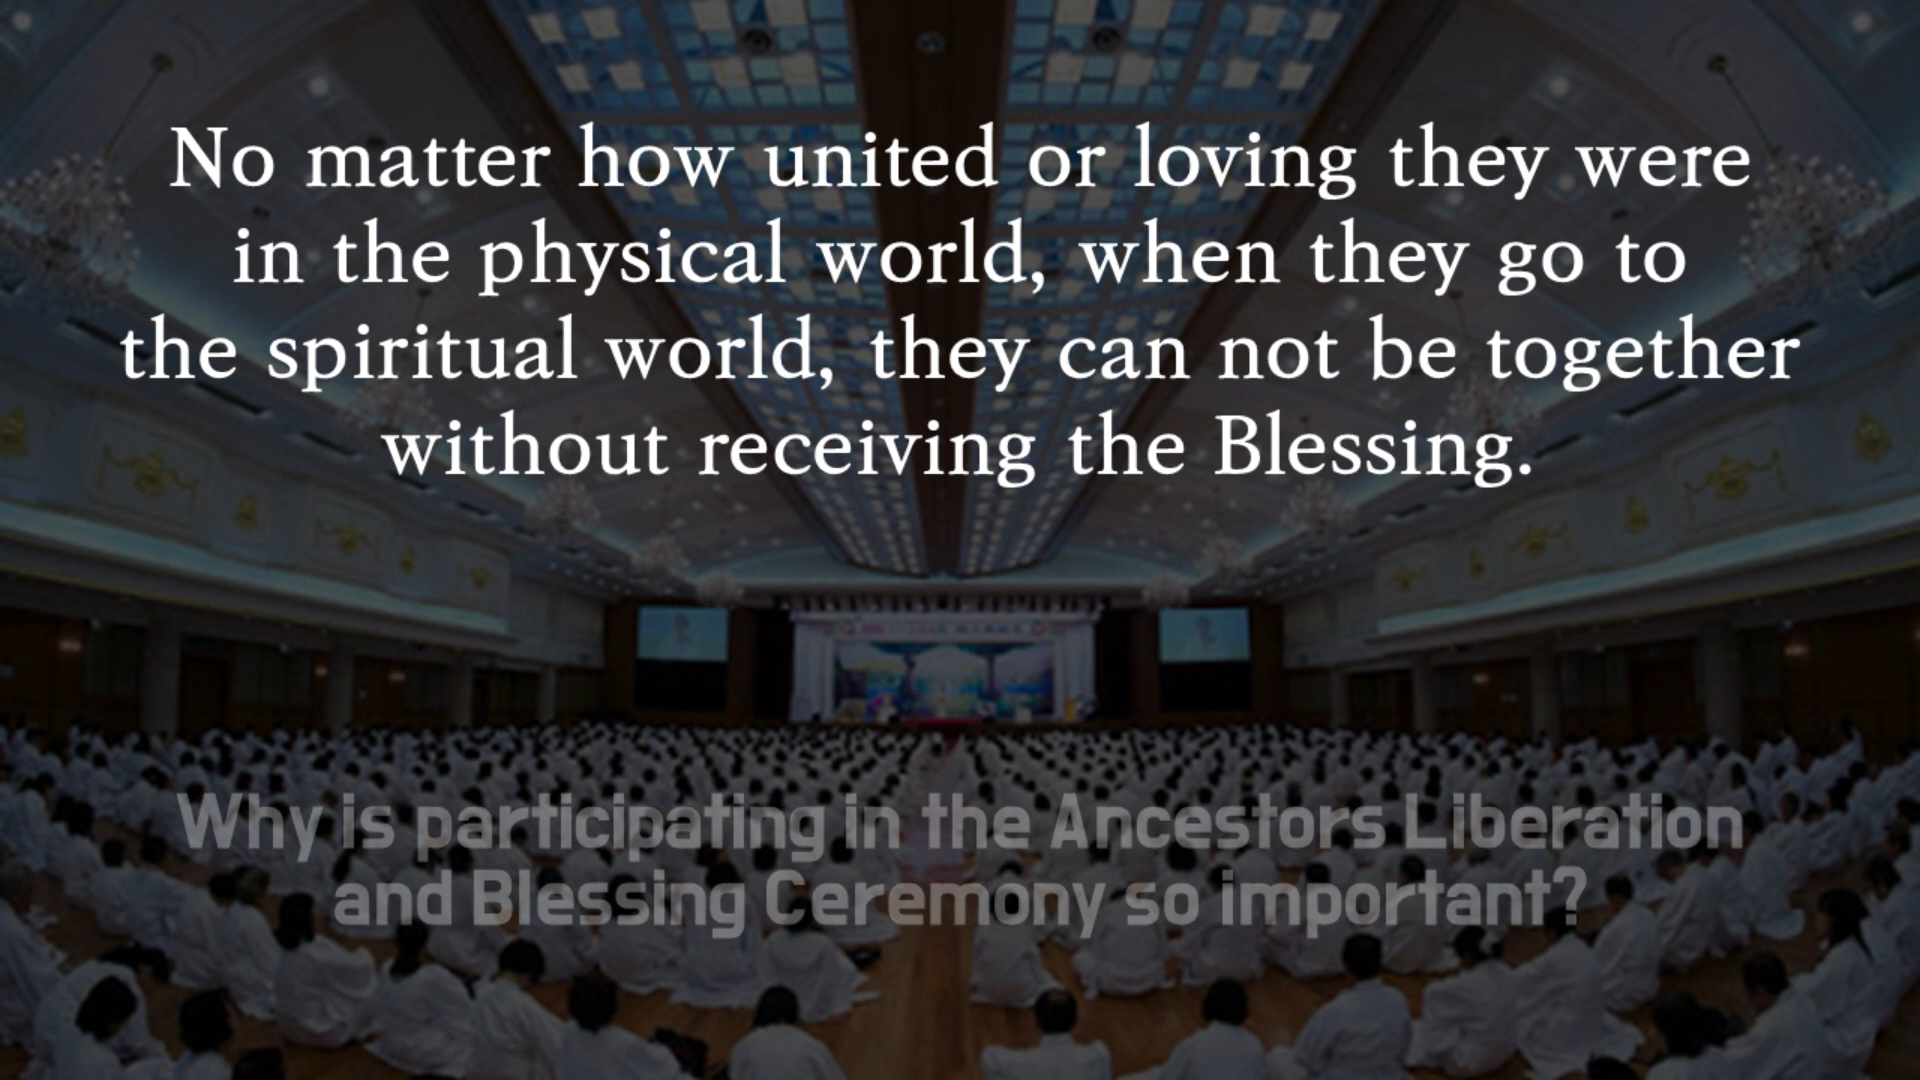 No matter how united or loving they were
in the physical world, when they go to
the spiritual world, they can not be together
without receiving the Blessing.
Why is participating in the Ancestors Liberation
and Blessing Ceremony so important?